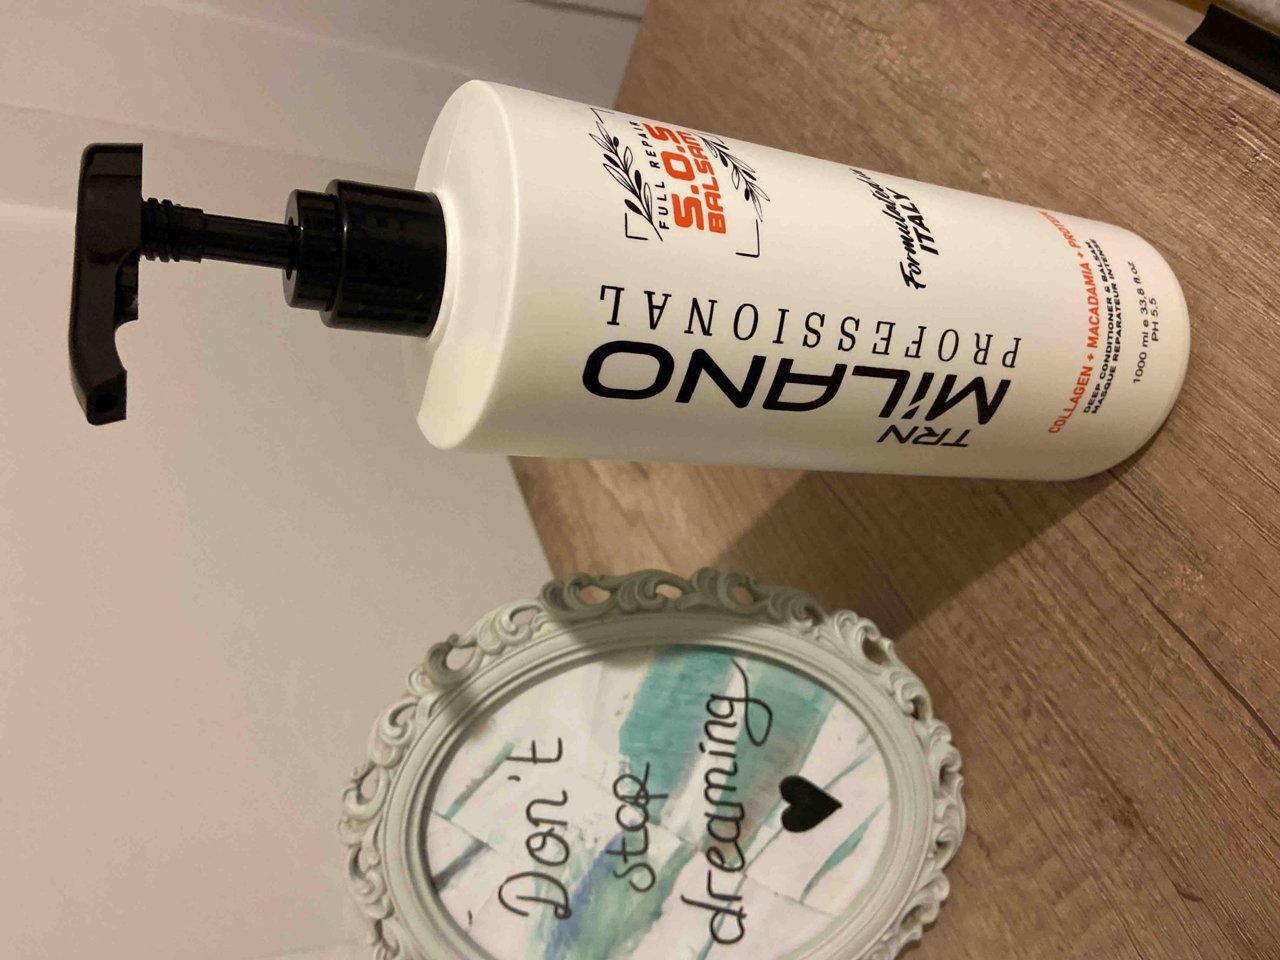 FULL REPAIR
S.O.S
BALSAM
TRN
MiLANO
PROFESSIONAL
Formulated in
ITALY
COLLAGEN + MACADAMIA +
DEEP CONDITIONER & BALSAM
MASQUE REPARATEUR INTENSE
1000 ml e 33,8 fl.oz
PH 5,5
Don't
stop
dreaming